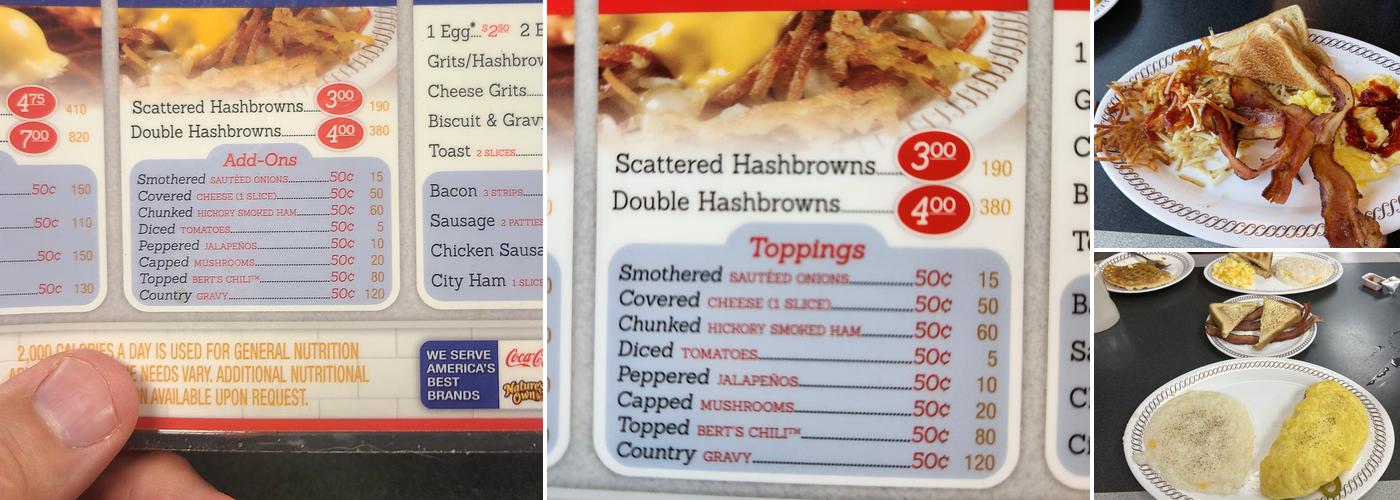 4.75 410
7.00 820
50¢ 150
50¢ 110
50¢ 150
50¢ 130
Scattered Hashbrowns 3.00 190
Double Hashbrowns 4.00 380
Add-Ons
Smothered SAUTÉED ONIONS 50¢ 15
Covered CHEESE (1 SLICE) 50¢ 50
Chunked HICKORY SMOKED HAM 50¢ 60
Diced TOMATOES 50¢ 5
Peppered JALAPEÑOS 50¢ 10
Capped MUSHROOMS 50¢ 20
Topped BERT'S CHILI™ 50¢ 80
Country GRAVY 50¢ 120
1 Egg* $2.50 2 E
Grits/Hashbrow
Cheese Grits
Biscuit & Gravy
Toast 2 SLICES
Bacon 3 STRIPS
Sausage 2 PATTIES
Chicken Sausa
City Ham 1 SLICE
2,000 CALORIES A DAY IS USED FOR GENERAL NUTRITION
NEEDS VARY. ADDITIONAL NUTRITIONAL
AVAILABLE UPON REQUEST.
WE SERVE
AMERICA'S
BEST
BRANDS
Coca-C
Nature's
Own
Scattered Hashbrowns 3.00 190
Double Hashbrowns 4.00 380
Toppings
Smothered SAUTÉED ONIONS 50¢ 15
Covered CHEESE (1 SLICE) 50¢ 50
Chunked HICKORY SMOKED HAM 50¢ 60
Diced TOMATOES 50¢ 5
Peppered JALAPEÑOS 50¢ 10
Capped MUSHROOMS 50¢ 20
Topped BERT'S CHILI™ 50¢ 80
Country GRAVY 50¢ 120